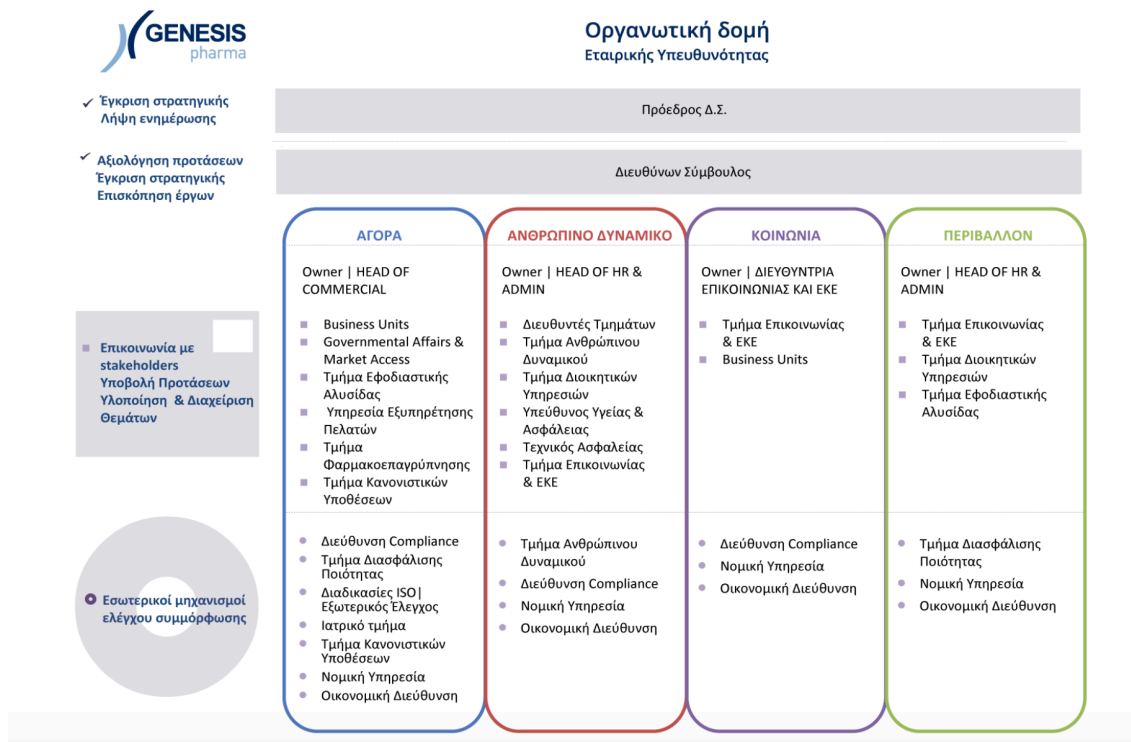 GENESIS
pharma
Οργανωτική δομή
Εταιρικής Υπευθυνότητας
Έγκριση στρατηγικής
Λήψη ενημέρωσης
Πρόεδρος Δ.Σ.
Αξιολόγηση προτάσεων
Έγκριση στρατηγικής
Επισκόπηση έργων
Διευθύνων Σύμβουλος
Επικοινωνία με
stakeholders
Υποβολή Προτάσεων
Υλοποίηση & Διαχείριση
Θεμάτων
Εσωτερικοί μηχανισμοί
ελέγχου συμμόρφωσης
ΑΓΟΡΑ
Owner | HEAD OF
COMMERCIAL
Business Units
Governmental Affairs &
Market Access
Τμήμα Εφοδιαστικής
Αλυσίδας
Υπηρεσία Εξυπηρέτησης
Πελατών
Τμήμα
Φαρμακοεπαγρύπνησης
Τμήμα Κανονιστικών
Υποθέσεων
Διεύθυνση Compliance
Τμήμα Διασφάλισης
Ποιότητας
Διαδικασίες ISO|
Εξωτερικός Έλεγχος
Ιατρικό τμήμα
Τμήμα Κανονιστικών
Υποθέσεων
Νομική Υπηρεσία
Οικονομική Διεύθυνση
ΑΝΘΡΩΠΙΝΟ ΔΥΝΑΜΙΚΟ
Owner | HEAD OF HR &
ADMIN
Διευθυντές Τμημάτων
Τμήμα Ανθρώπινου
Δυναμικού
Τμήμα Διοικητικών
Υπηρεσιών
Υπεύθυνος Υγείας &
Ασφάλειας
Τεχνικός Ασφαλείας
Τμήμα Επικοινωνίας
& ΕΚΕ
Τμήμα Ανθρώπινου
Δυναμικού
Διεύθυνση Compliance
Νομική Υπηρεσία
Οικονομική Διεύθυνση
ΚΟΙΝΩΝΙΑ
Owner | ΔΙΕΥΘΥΝΤΡΙΑ
ΕΠΙΚΟΙΝΩΝΙΑΣ ΚΑΙ ΕΚΕ
Τμήμα Επικοινωνίας
& ΕΚΕ
Business Units
Διεύθυνση Compliance
Νομική Υπηρεσία
Οικονομική Διεύθυνση
ΠΕΡΙΒΑΛΛΟΝ
Owner | HEAD OF HR &
ADMIN
Τμήμα Επικοινωνίας
& ΕΚΕ
Τμήμα Διοικητικών
Υπηρεσιών
Τμήμα Εφοδιαστικής
Αλυσίδας
Τμήμα Διασφάλισης
Ποιότητας
Νομική Υπηρεσία
Οικονομική Διεύθυνση